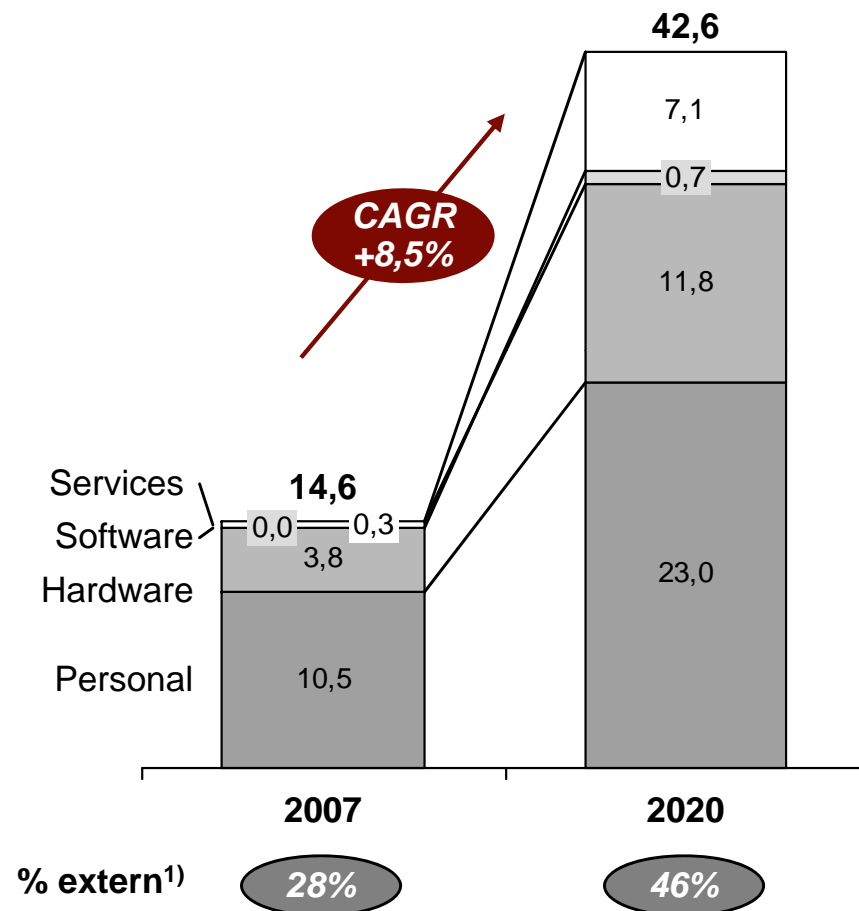 42,6
7,1
0,7
CAGR
+8,5%
11,8
Services
14,6
0,0
0,3
Software
3,8
23,0
Hardware
Personal
10,5
2007
2020
% extern¹⁾
28%
46%